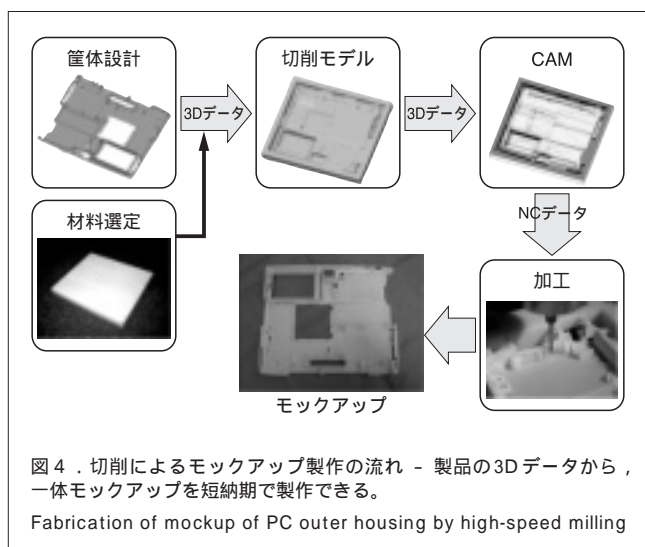 筐体設計
3Dデータ
切削モデル
3Dデータ
CAM
材料選定
NCデータ
加工
モックアップ
図4．切削によるモックアップ製作の流れ － 製品の3Dデータから，
一体モックアップを短納期で製作できる。
Fabrication of mockup of PC outer housing by high-speed milling